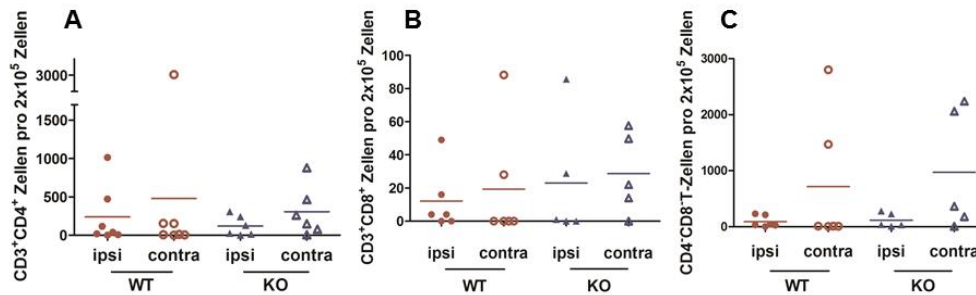 A
CD3⁺CD4⁺ Zellen pro 2x10⁵ Zellen
3000
1500
1000
500
0
ipsi contra ipsi contra
WT KO
B
CD3⁺CD8⁺ Zellen pro 2x10⁵ Zellen
100
80
60
40
20
0
ipsi contra ipsi contra
WT KO
C
CD4⁻CD8⁻T-Zellen pro 2x10⁵ Zellen
3000
2000
1000
0
ipsi contra ipsi contra
WT KO